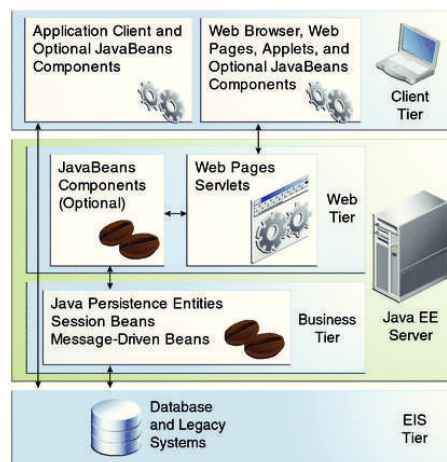 Application Client and
Optional JavaBeans
Components
Web Browser, Web
Pages, Applets, and
Optional JavaBeans
Components
Client
Tier
JavaBeans
Components
(Optional)
Web Pages
Servlets
Web
Tier
Java Persistence Entities
Session Beans
Message-Driven Beans
Business
Tier
Java EE
Server
Database
and Legacy
Systems
EIS
Tier